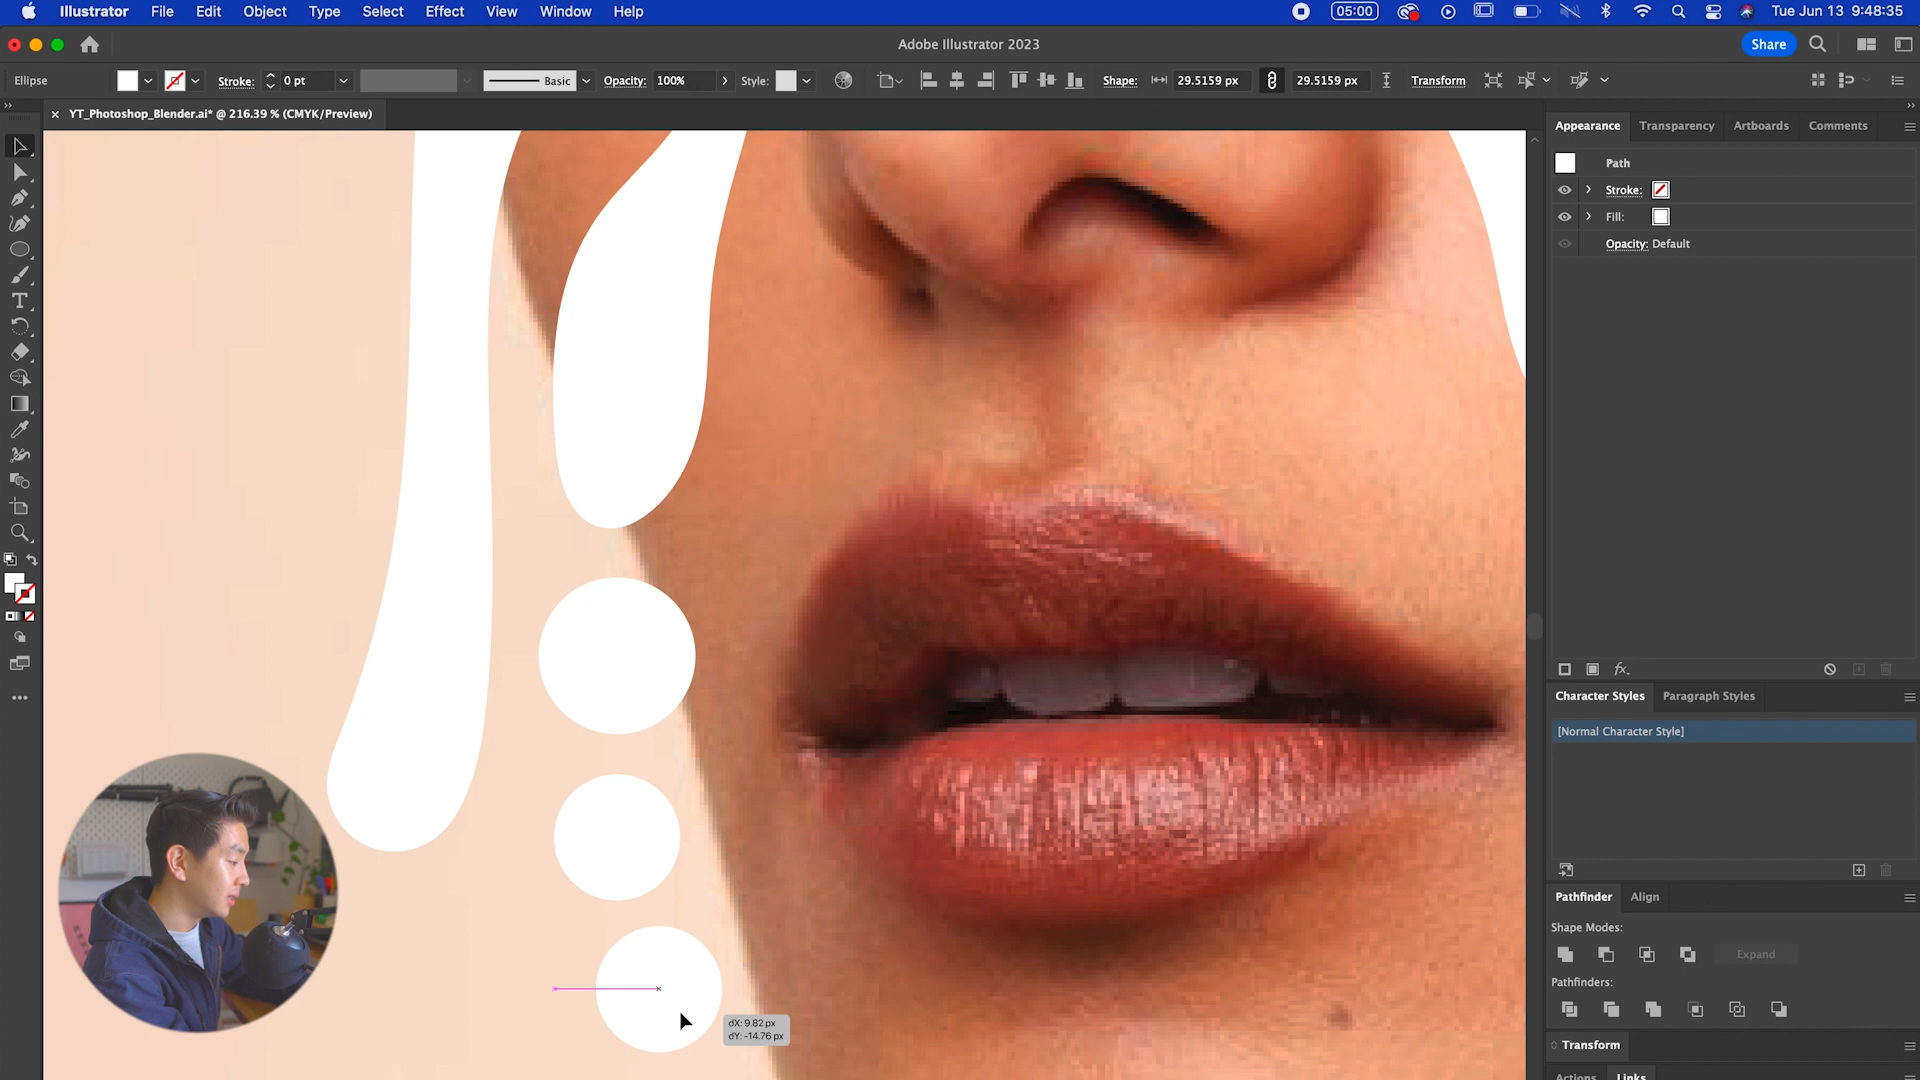 Illustrator File Edit Object Type Select Effect View Window Help 05:00 Tue Jun 13 9:48:35
Adobe Illustrator 2023 Share
Ellipse Stroke: 0 pt Basic Opacity: 100% Style: Shape: 29.5159 px 29.5159 px Transform
YT_Photoshop_Blender.ai* @ 216.39 % (CMYK/Preview)
Appearance Transparency Artboards Comments
Path
Stroke:
Fill:
Opacity: Default
fx
Character Styles Paragraph Styles
[Normal Character Style]
Pathfinder Align
Shape Modes:
Expand
Pathfinders:
dX: 9.82 px
dY: -14.76 px
Transform
Actions Links